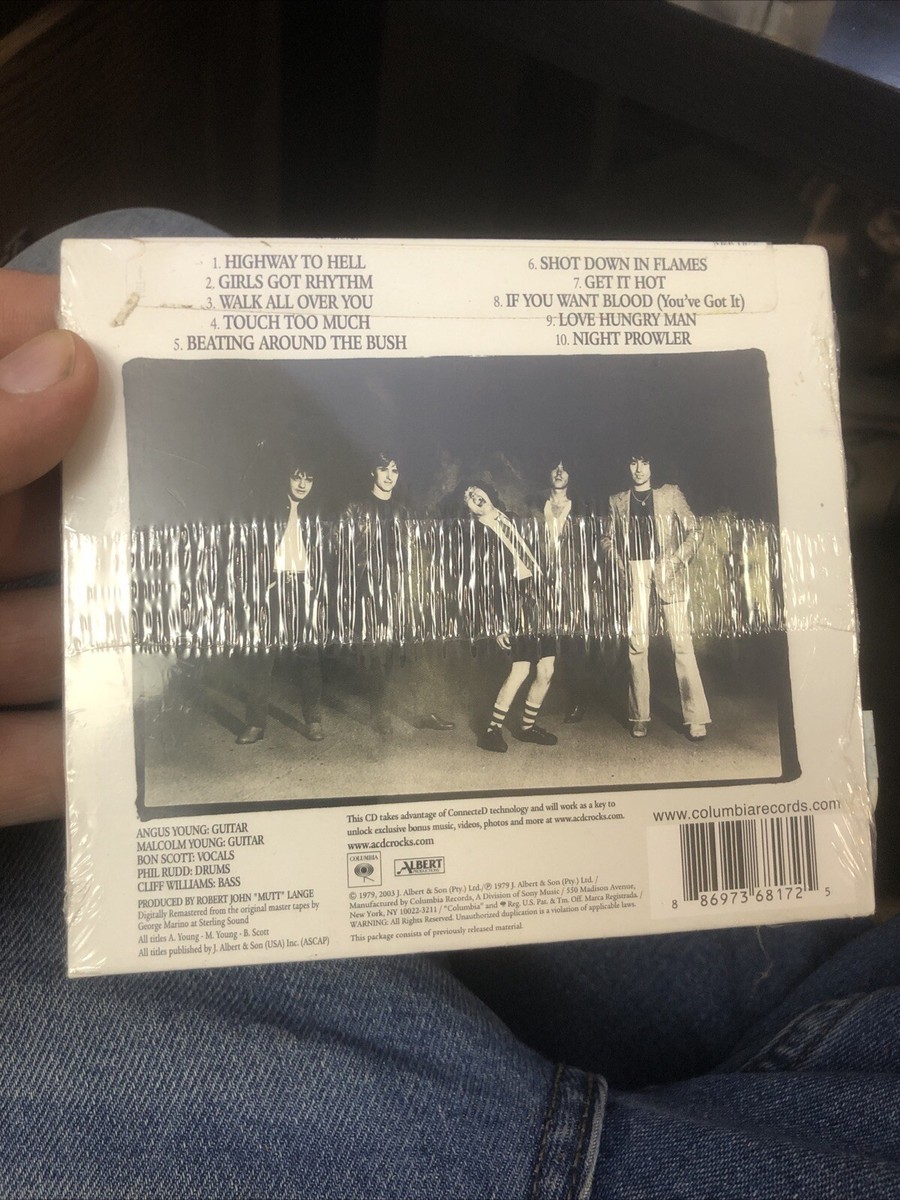 1. HIGHWAY TO HELL
2. GIRLS GOT RHYTHM
3. WALK ALL OVER YOU
4. TOUCH TOO MUCH
5. BEATING AROUND THE BUSH
6. SHOT DOWN IN FLAMES
7. GET IT HOT
8. IF YOU WANT BLOOD (You've Got It)
9. LOVE HUNGRY MAN
10. NIGHT PROWLER
ANGUS YOUNG: GUITAR
MALCOLM YOUNG: GUITAR
BON SCOTT: VOCALS
PHIL RUDD: DRUMS
CLIFF WILLIAMS: BASS
PRODUCED BY ROBERT JOHN "MUTT" LANGE
Digitally Remastered from the original master tapes by
George Marino at Sterling Sound
All titles A. Young - M. Young - B. Scott
All titles published by J. Albert & Son (USA) Inc. (ASCAP)
This CD takes advantage of ConnecteD technology and will work as a key to
unlock exclusive bonus music, videos, photos and more at www.acdcrocks.com.
www.acdcrocks.com
COLUMBIA
ALBERT
PRODUCTIONS
© 1979, 2003 J. Albert & Son (Pty.) Ltd./℗ 1979 J. Albert & Son (Pty.) Ltd. /
Manufactured by Columbia Records, A Division of Sony Music / 550 Madison Avenue,
New York, NY 10022-3211 / "Columbia" and Reg. U.S. Pat. & Tm. Off. Marca Registrada. /
WARNING: All Rights Reserved. Unauthorized duplication is a violation of applicable laws.
This package consists of previously released material.
www.columbiarecords.com
8 86973 68172 5